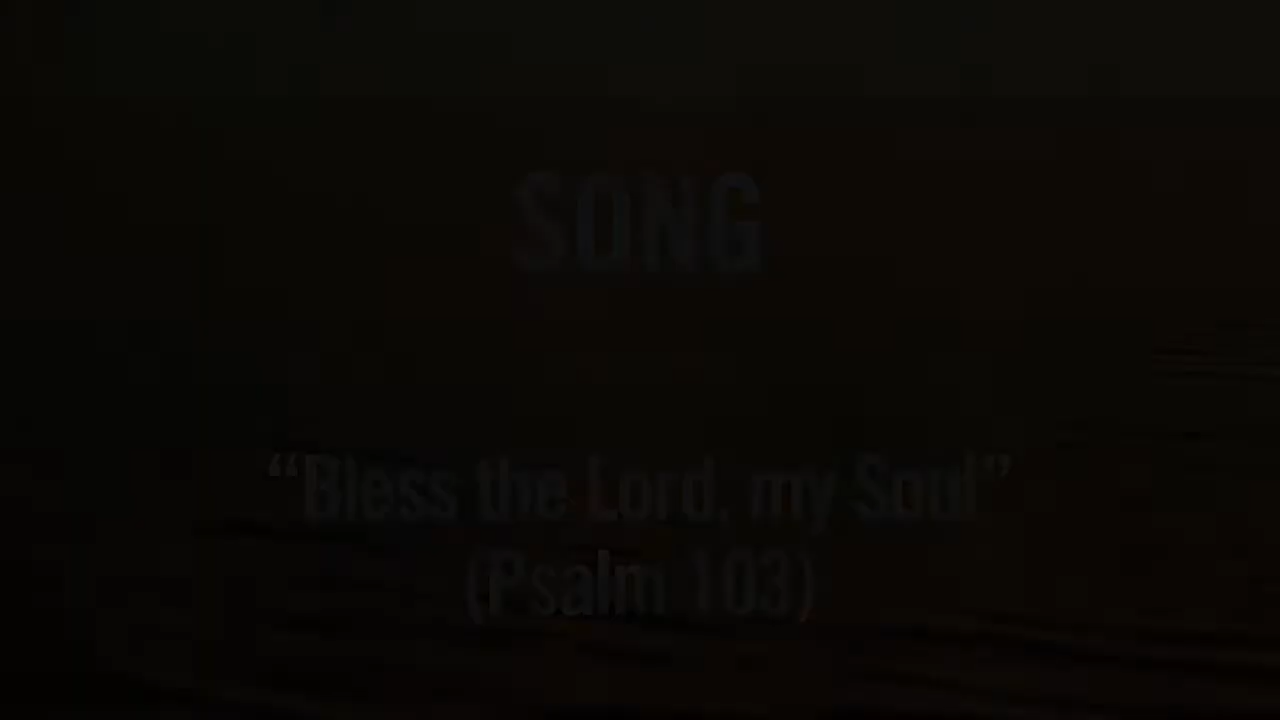 SONG
“Bless the Lord, my Soul”
(Psalm 103)